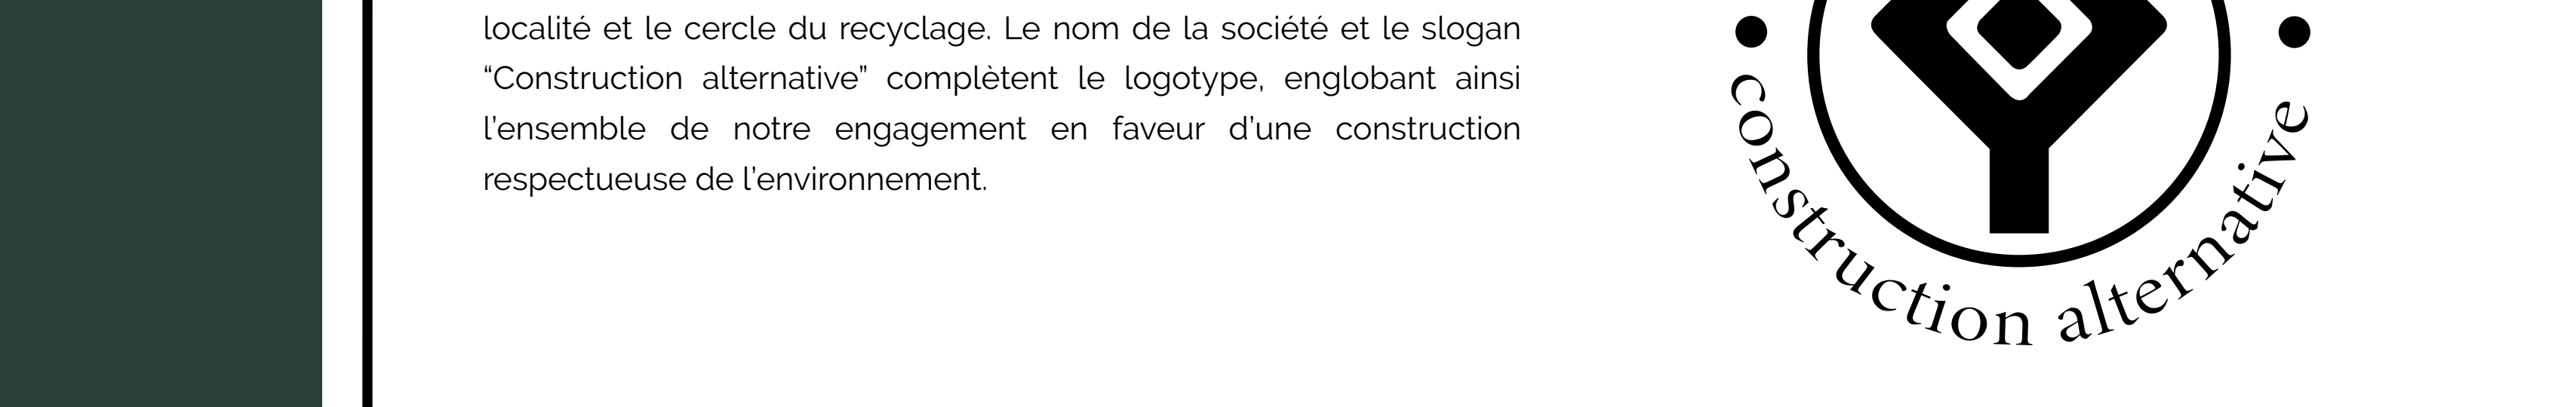 localité et le cercle du recyclage. Le nom de la société et le slogan
“Construction alternative” complètent le logotype, englobant ainsi
l’ensemble de notre engagement en faveur d’une construction
respectueuse de l’environnement.
construction alternative